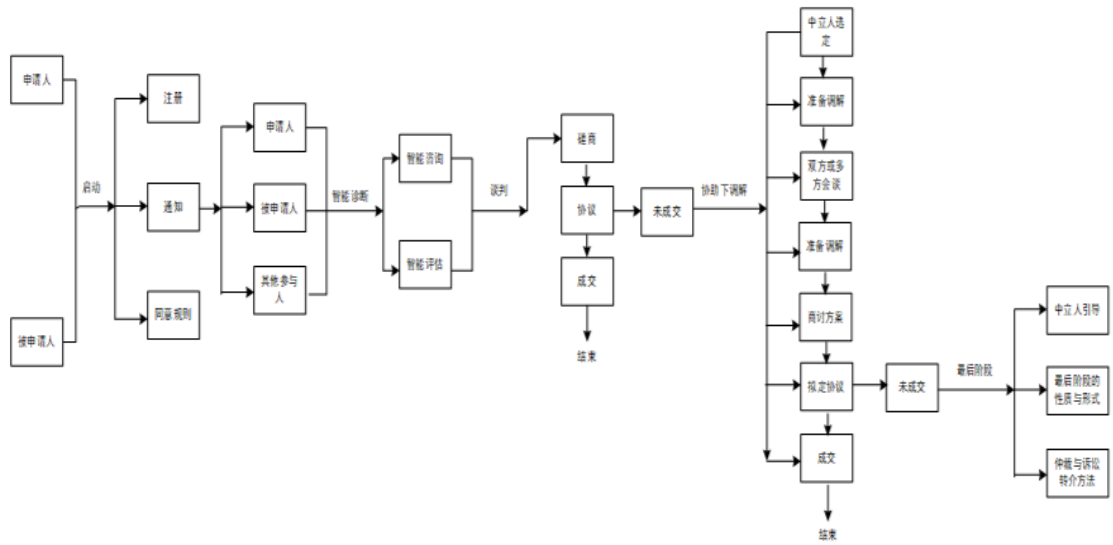 申请人
被申请人
启动
注册
通知
同意规则
申请人
被申请人
其他参与
人
智能诊断
智能咨询
智能评估
谈判
磋商
协议
成交
结束
未成交
协助下调解
中立人选
定
准备调解
双方或多
方会谈
准备调解
商讨方案
拟定协议
成交
结束
未成交
最后阶段
中立人引导
最后阶段的
性质与形式
仲裁与诉讼
转介方法